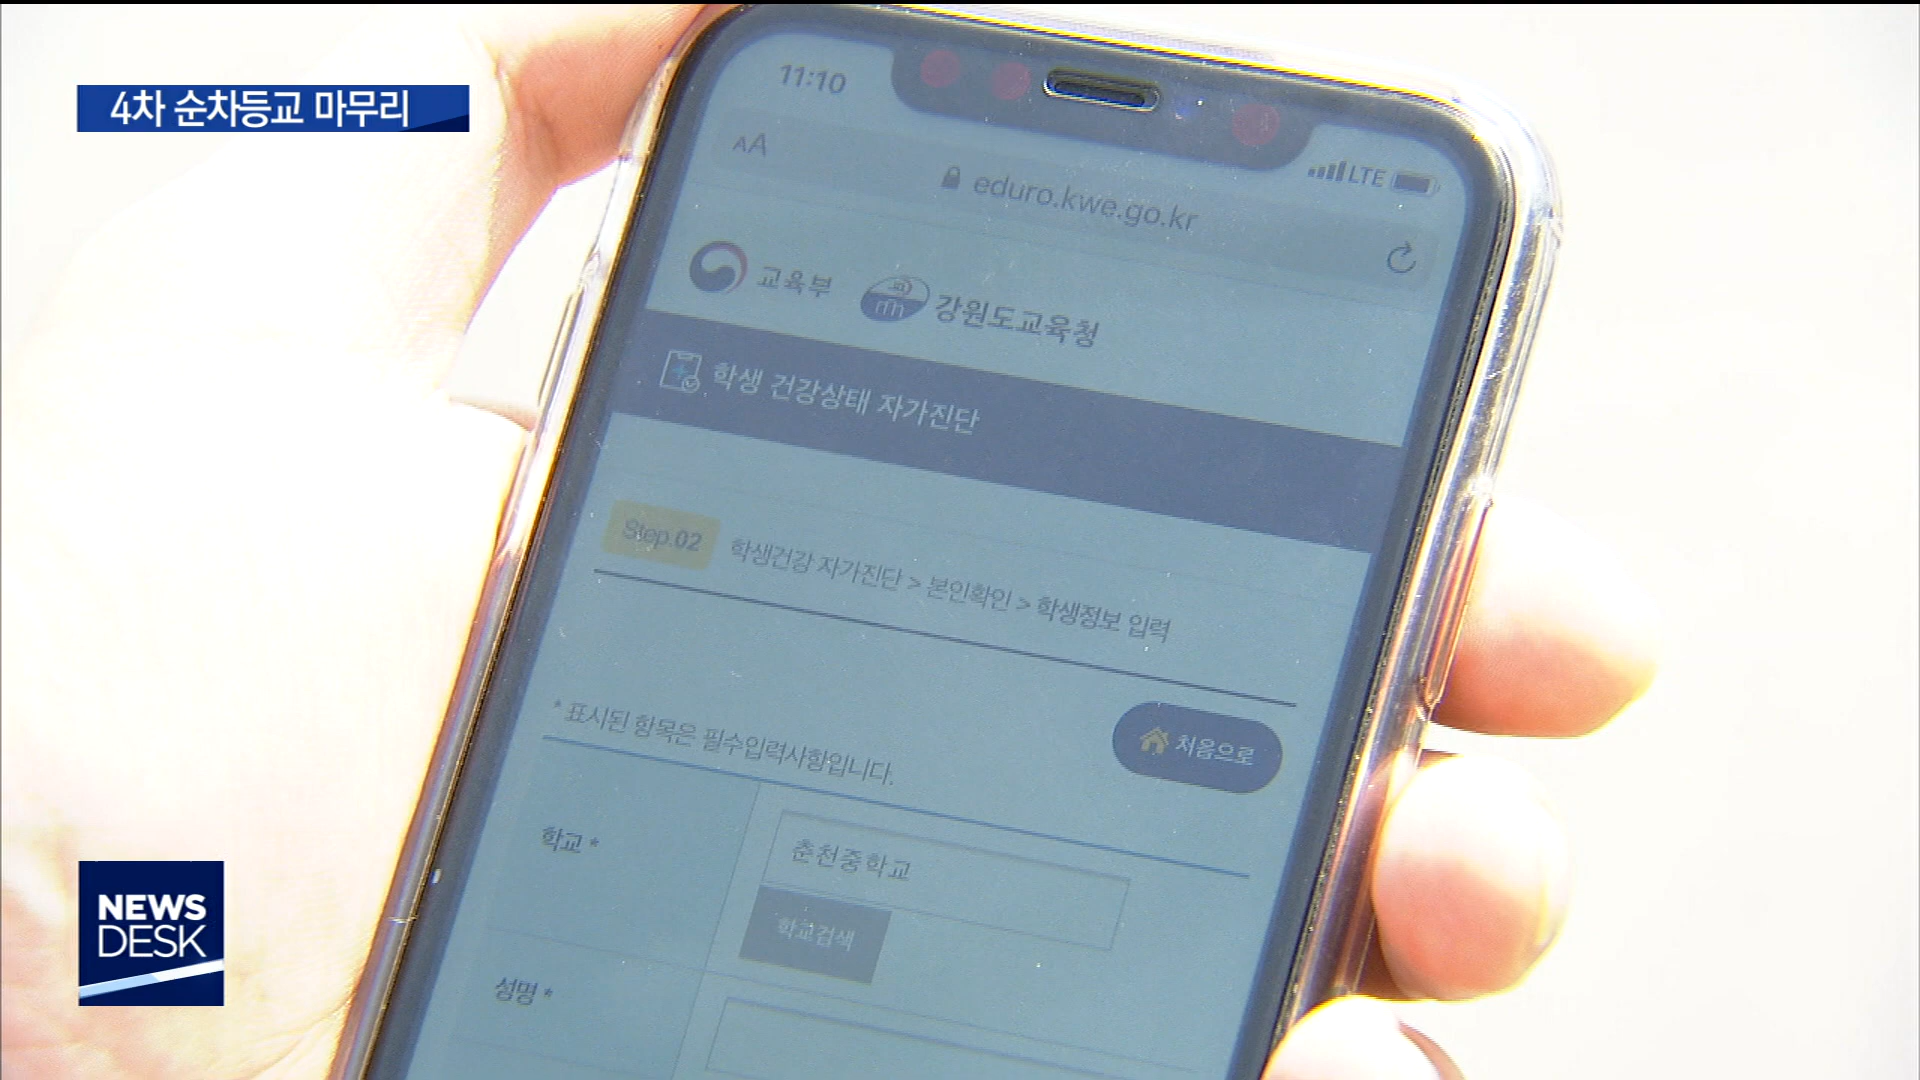 4차 순차등교 마무리
11:10
LTE
AA
eduro.kwe.go.kr
교육부
강원도교육청
학생 건강상태 자가진단
Step.02
학생건강 자가진단 > 본인확인 > 학생정보 입력
처음으로
* 표시된 항목은 필수입력사항입니다.
학교 *
춘천중학교
학교검색
성명 *
NEWS
DESK